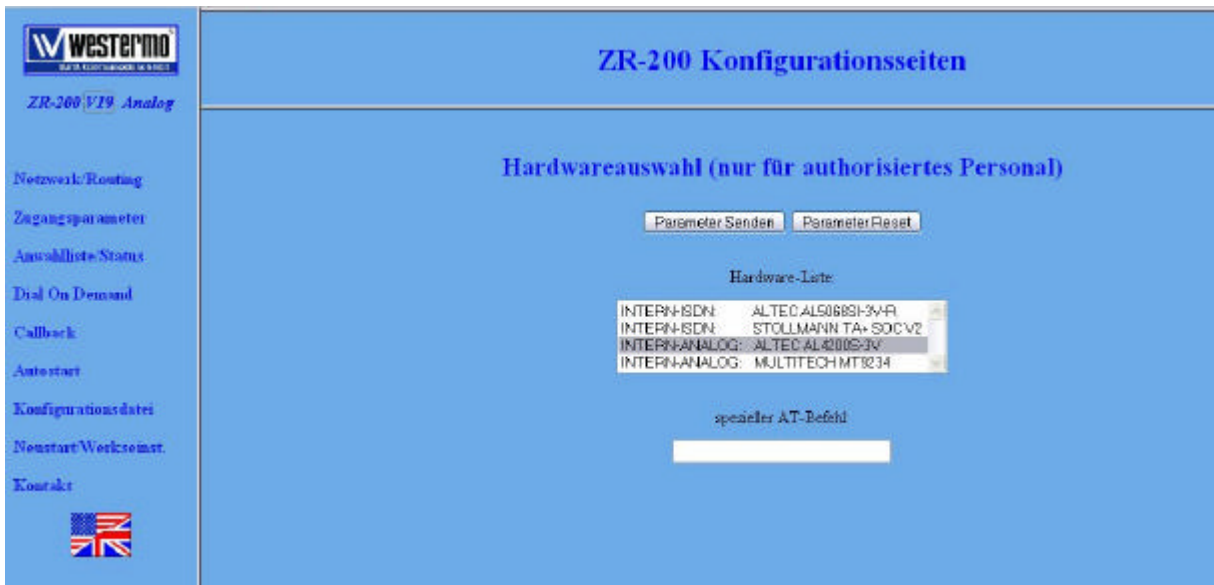 westermo
ZR-200 V19 Analog
Netzwerk/Routing
Zugangsparameter
Anwahlliste/Status
Dial On Demand
Callback
Autostart
Konfigurationsdatei
Neustart/Werkseinst.
Kontakt
ZR-200 Konfigurationsseiten
Hardwareauswahl (nur für authorisiertes Personal)
Parameter Senden Parameter Reset
Hardware-Liste:
INTERN-ISDN: ALTEC AL5068SI-3V-R
INTERN-ISDN: STOLLMANN TA+SOC V2
INTERN-ANALOG: ALTEC AL4200S-3V
INTERN-ANALOG: MULTITECH MT9234
spezieller AT-Befehl